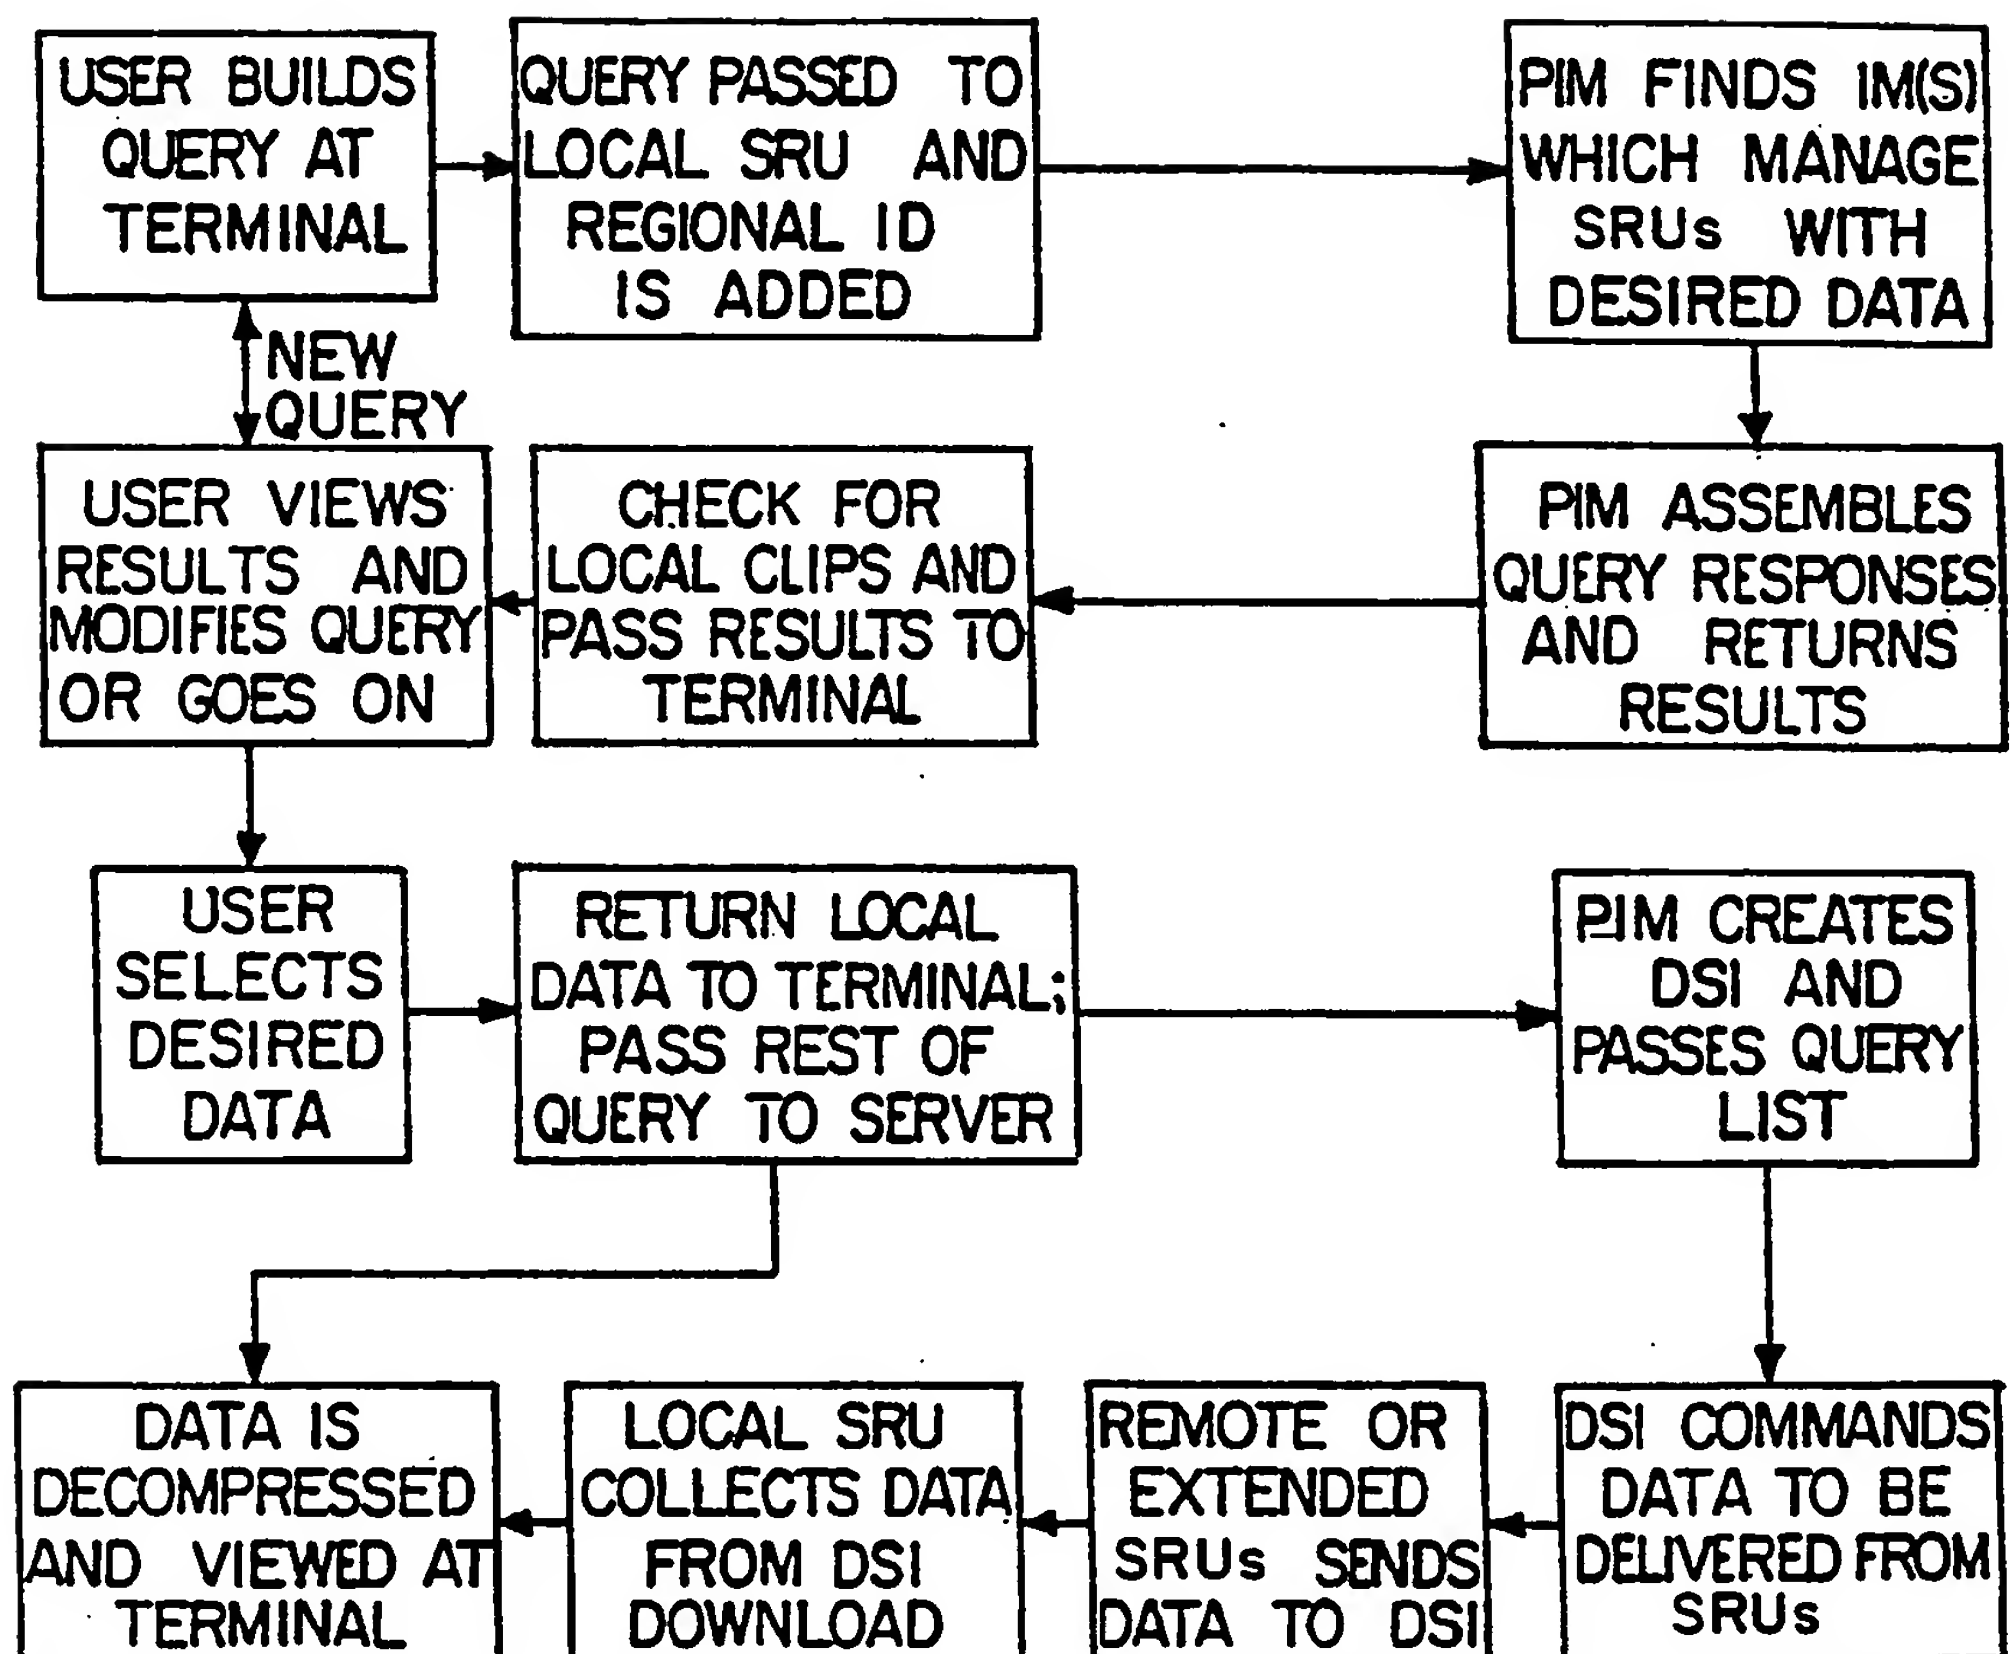 USER BUILDS
QUERY AT
TERMINAL
QUERY PASSED TO
LOCAL SRU AND
REGIONAL ID
IS ADDED
PIM FINDS IM(S)
WHICH MANAGE
SRUs WITH
DESIRED DATA
NEW
QUERY
USER VIEWS
RESULTS AND
MODIFIES QUERY
OR GOES ON
CHECK FOR
LOCAL CLIPS AND
PASS RESULTS TO
TERMINAL
PIM ASSEMBLES
QUERY RESPONSES
AND RETURNS
RESULTS
USER
SELECTS
DESIRED
DATA
RETURN LOCAL
DATA TO TERMINAL;
PASS REST OF
QUERY TO SERVER
PIM CREATES
DSI AND
PASSES QUERY
LIST
DATA IS
DECOMPRESSED
AND VIEWED AT
TERMINAL
LOCAL SRU
COLLECTS DATA
FROM DSI
DOWNLOAD
REMOTE OR
EXTENDED
SRUs SENDS
DATA TO DSI
DSI COMMANDS
DATA TO BE
DELIVERED FROM
SRUs